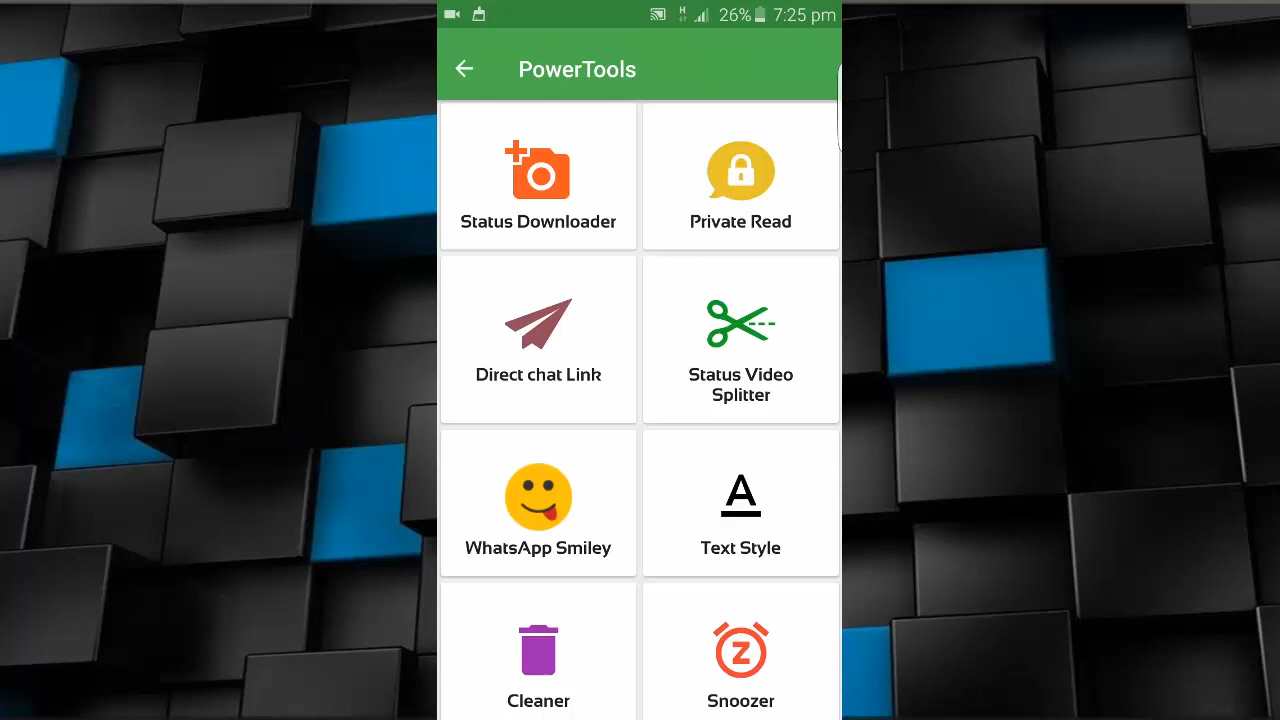 H 26% 7:25 pm
PowerTools
Status Downloader
Private Read
Direct chat Link
Status Video
Splitter
WhatsApp Smiley
A
Text Style
Cleaner
Z
Snoozer